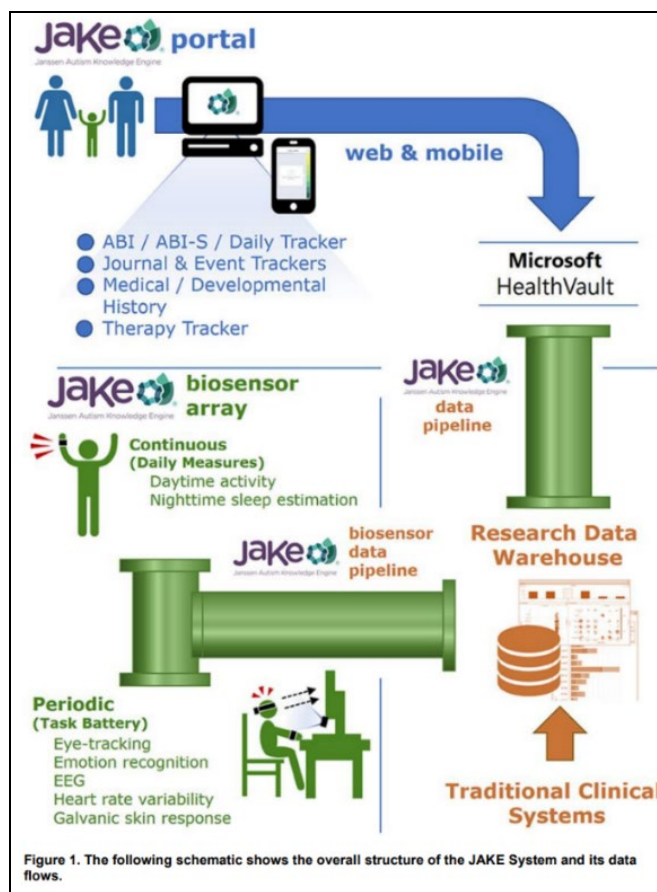 JAKE® portal
Janssen Autism Knowledge Engine
web & mobile
ABI / ABI-S / Daily Tracker
Journal & Event Trackers
Medical / Developmental
History
Therapy Tracker
Microsoft
HealthVault
JAKE® biosensor
array
Janssen Autism Knowledge Engine
JAKE®
Janssen Autism Knowledge Engine
data
pipeline
Continuous
(Daily Measures)
Daytime activity
Nighttime sleep estimation
JAKE® biosensor
data
pipeline
Janssen Autism Knowledge Engine
Research Data
Warehouse
Periodic
(Task Battery)
Eye-tracking
Emotion recognition
EEG
Heart rate variability
Galvanic skin response
Traditional Clinical
Systems
Figure 1. The following schematic shows the overall structure of the JAKE System and its data
flows.